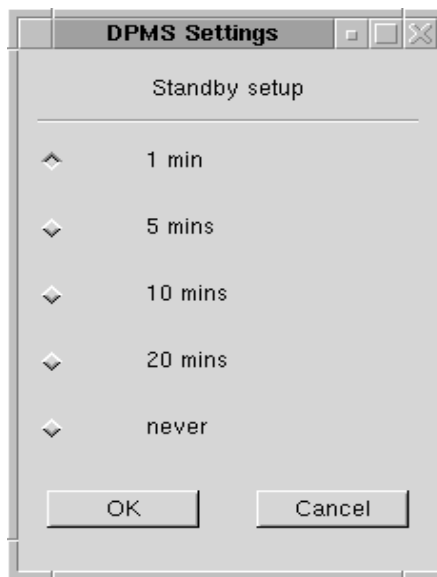 DPMS Settings
Standby setup
1 min
5 mins
10 mins
20 mins
never
OK
Cancel